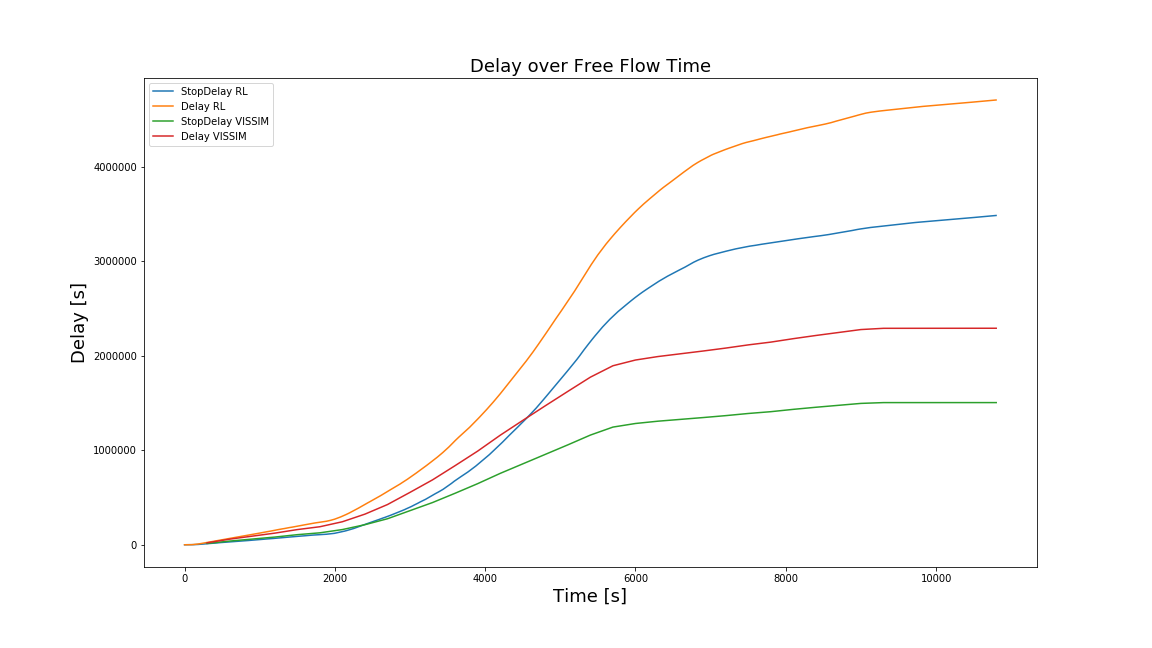 Delay over Free Flow Time
StopDelay RL
Delay RL
StopDelay VISSIM
Delay VISSIM
4000000
3000000
2000000
1000000
0
Delay [s]
0 2000 4000 6000 8000 10000
Time [s]